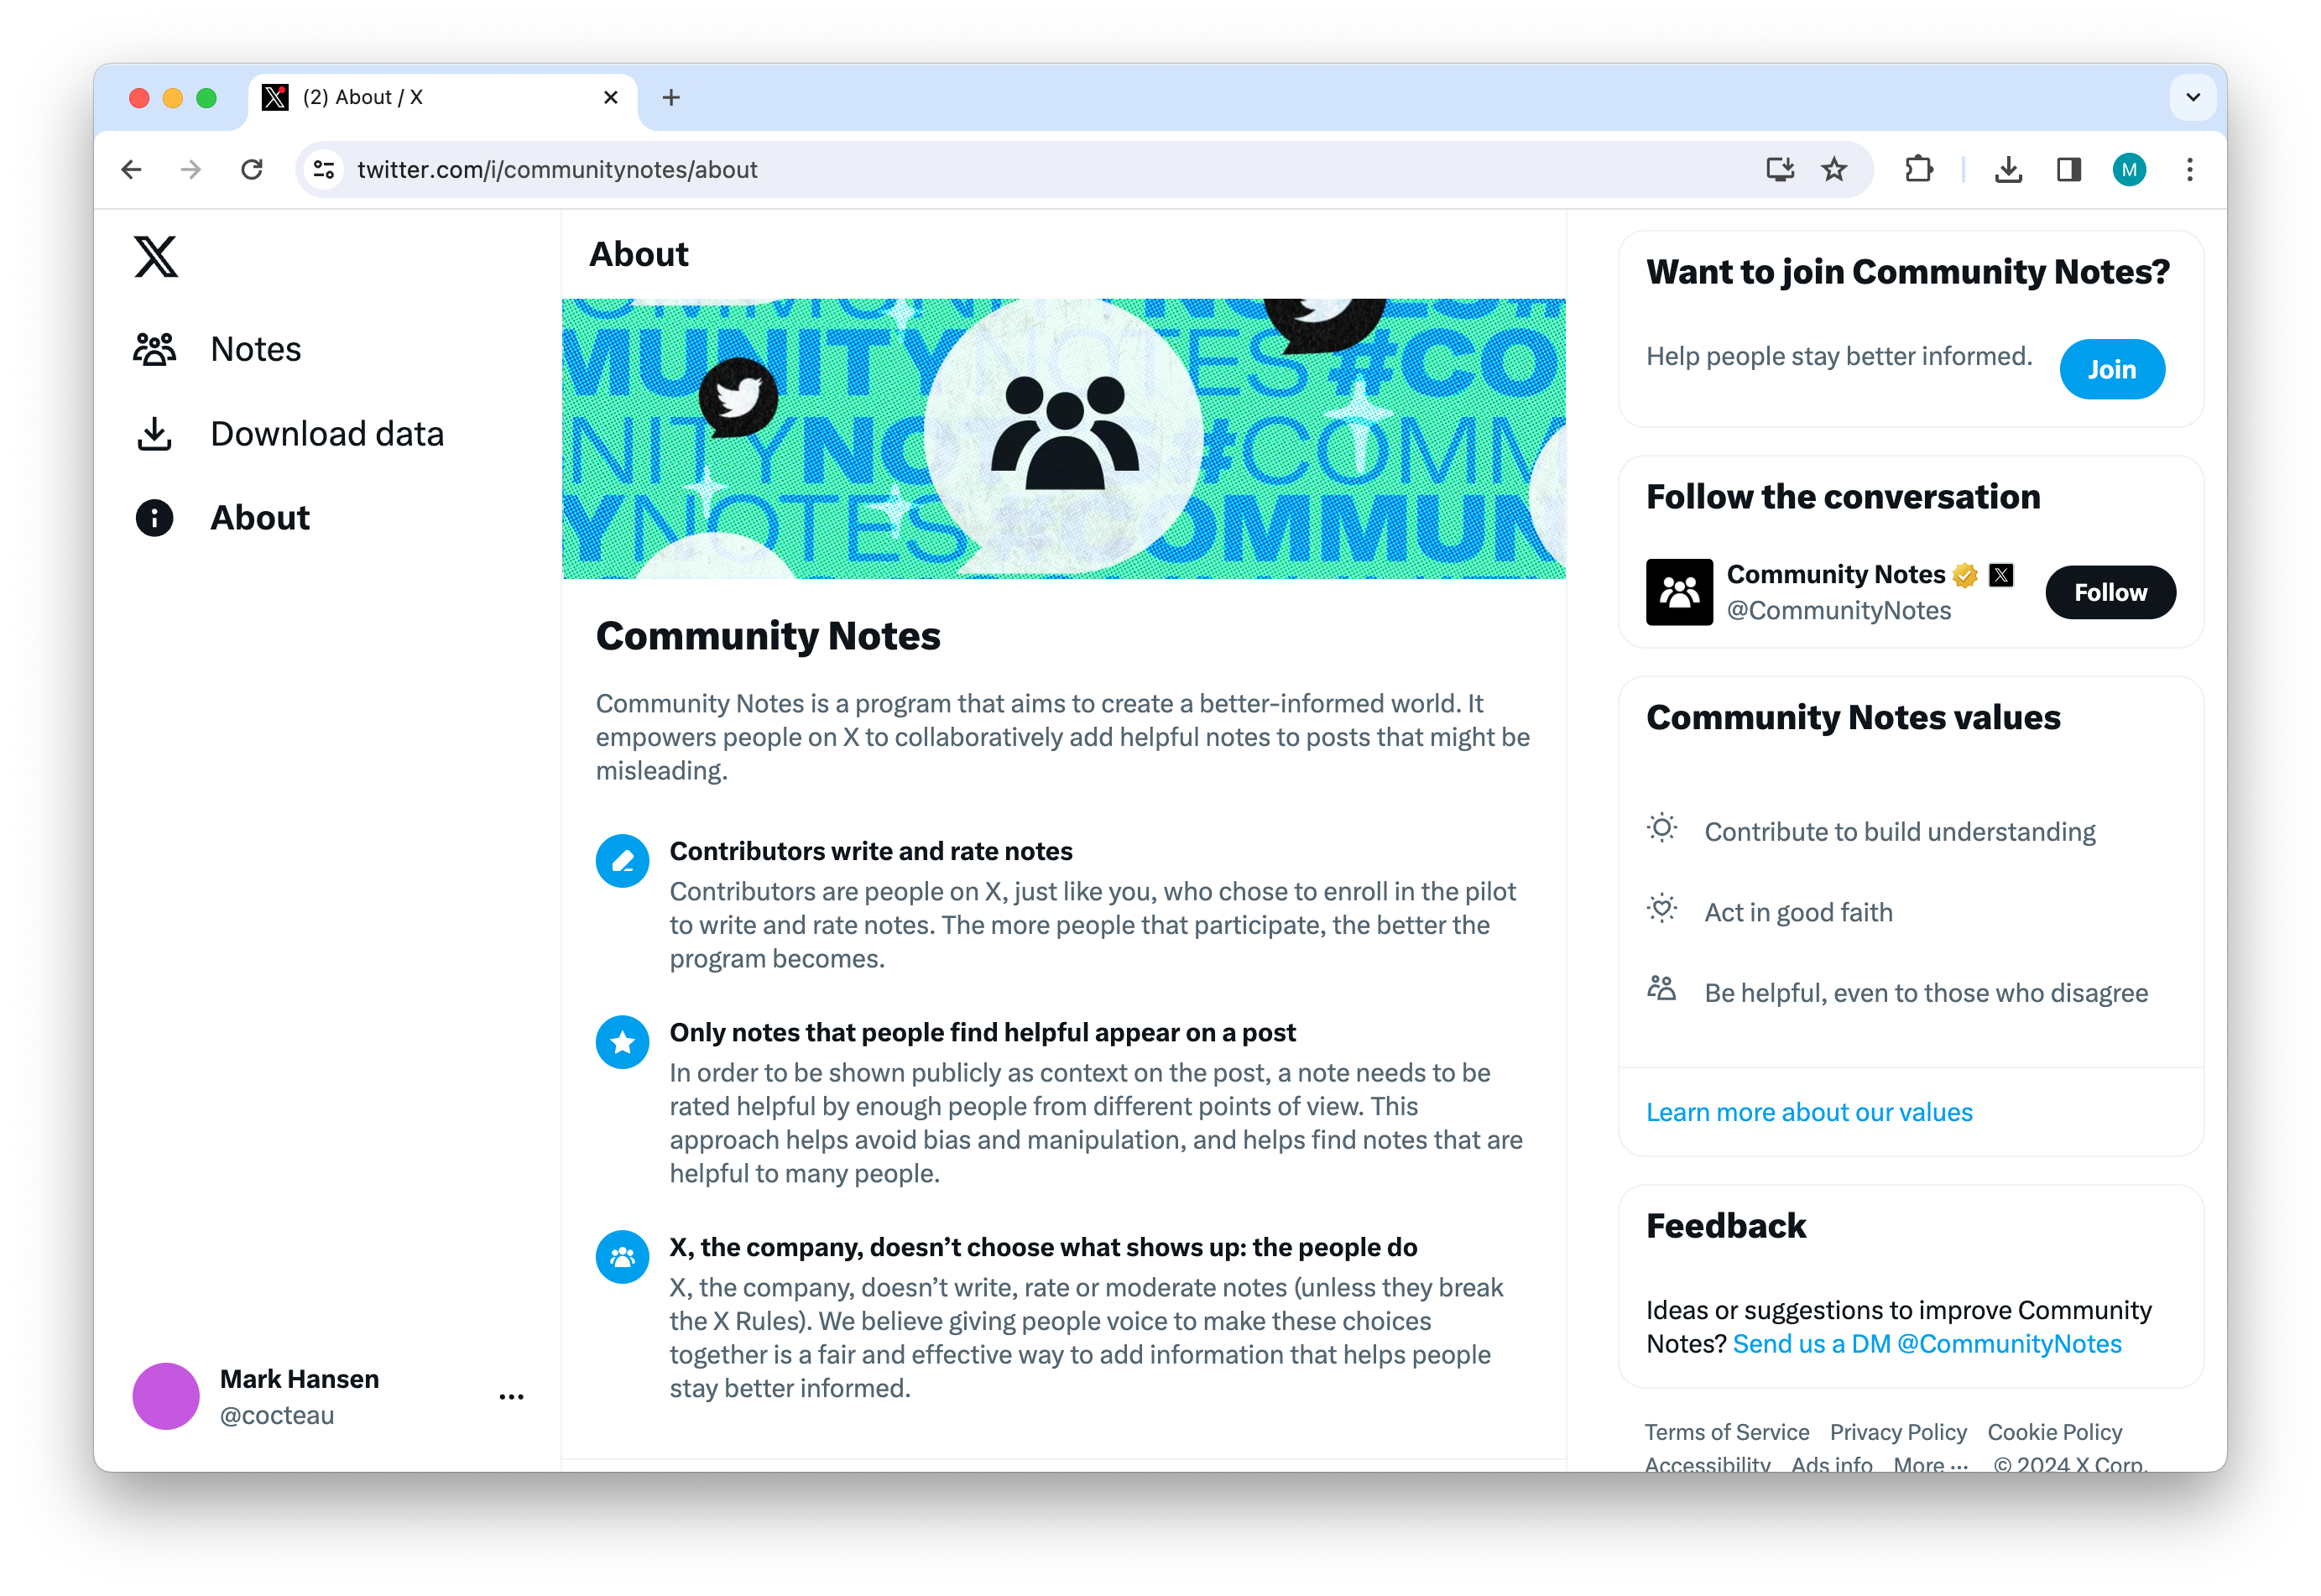 (2) About / X
twitter.com/i/communitynotes/about
M
Notes
Download data
About
Mark Hansen
@cocteau
About
MUNITYNOTES #CO
NITYNOTES #COMM
YNOTES #COMMUN
Community Notes
Community Notes is a program that aims to create a better-informed world. It
empowers people on X to collaboratively add helpful notes to posts that might be
misleading.
Contributors write and rate notes
Contributors are people on X, just like you, who chose to enroll in the pilot
to write and rate notes. The more people that participate, the better the
program becomes.
Only notes that people find helpful appear on a post
In order to be shown publicly as context on the post, a note needs to be
rated helpful by enough people from different points of view. This
approach helps avoid bias and manipulation, and helps find notes that are
helpful to many people.
X, the company, doesn’t choose what shows up: the people do
X, the company, doesn’t write, rate or moderate notes (unless they break
the X Rules). We believe giving people voice to make these choices
together is a fair and effective way to add information that helps people
stay better informed.
Want to join Community Notes?
Help people stay better informed.
Join
Follow the conversation
Community Notes
@CommunityNotes
Follow
Community Notes values
Contribute to build understanding
Act in good faith
Be helpful, even to those who disagree
Learn more about our values
Feedback
Ideas or suggestions to improve Community
Notes? Send us a DM @CommunityNotes
Terms of Service Privacy Policy Cookie Policy
Accessibility Ads info More ··· © 2024 X Corp.